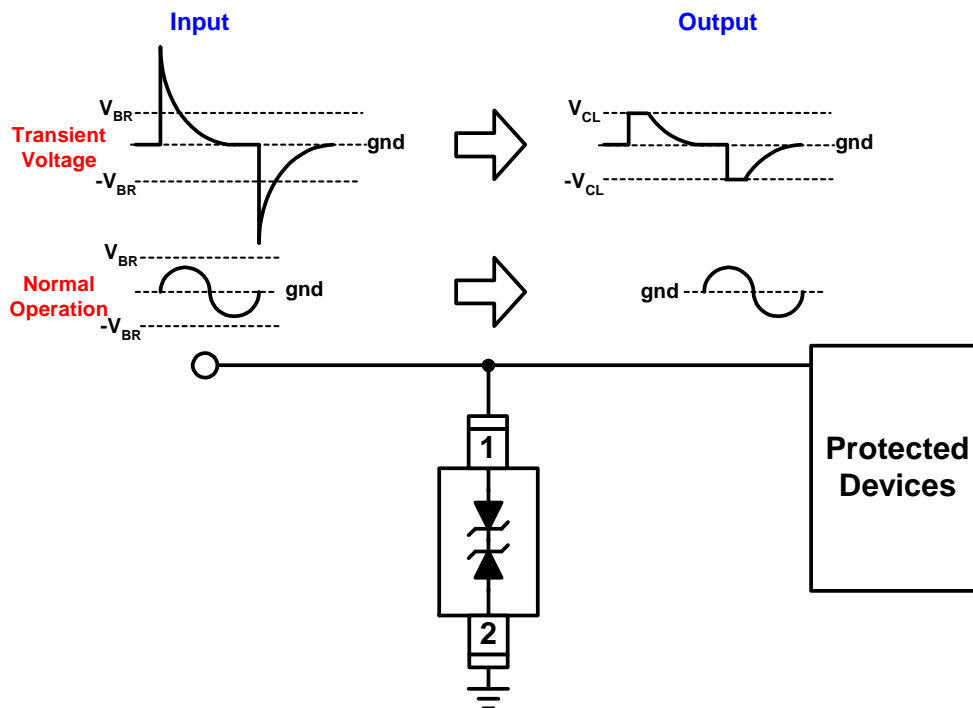 Input
Output
V_BR
V_CL
Transient
Voltage
gnd
gnd
-V_BR
-V_CL
V_BR
Normal
Operation
gnd
gnd
-V_BR
1
Protected
Devices
2